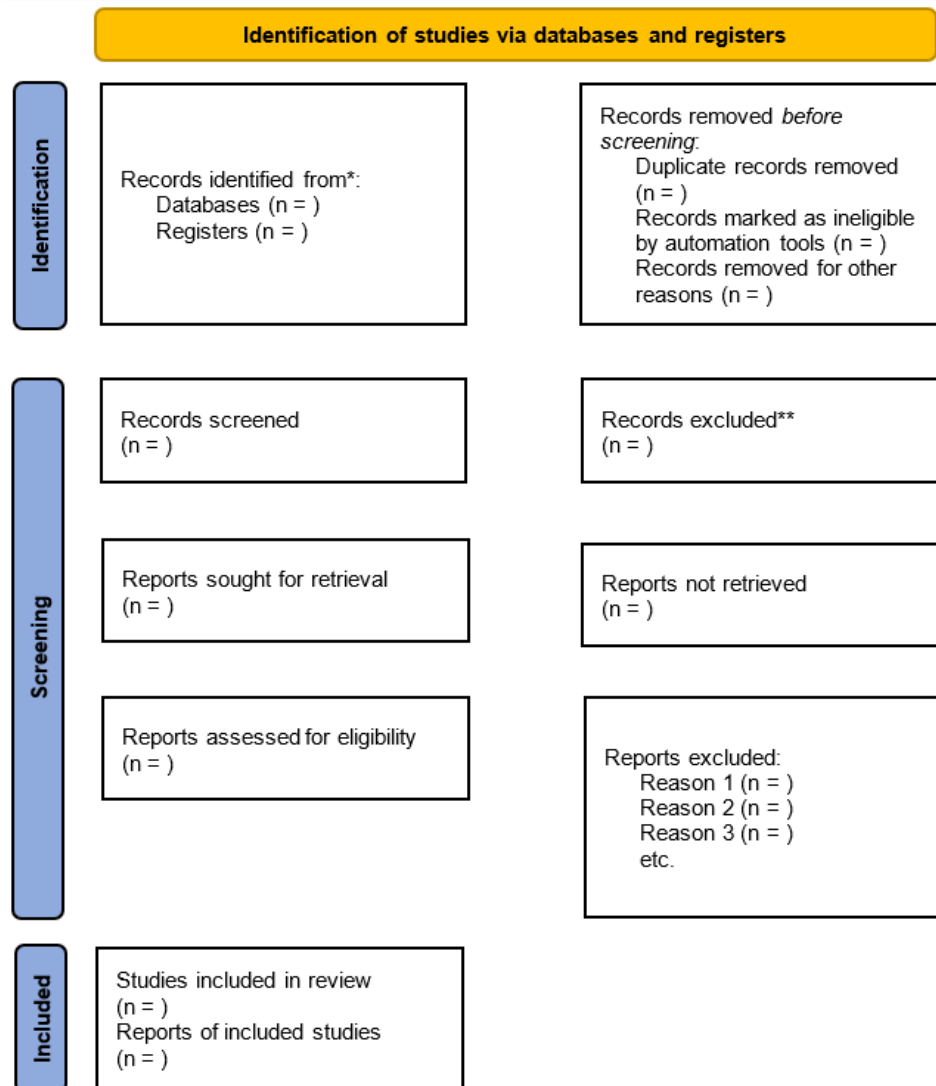 Identification of studies via databases and registers
Identification
Records identified from*:
Databases (n = )
Registers (n = )
Records removed before
screening:
Duplicate records removed
(n = )
Records marked as ineligible
by automation tools (n = )
Records removed for other
reasons (n = )
Screening
Records screened
(n = )
Records excluded**
(n = )
Reports sought for retrieval
(n = )
Reports not retrieved
(n = )
Reports assessed for eligibility
(n = )
Reports excluded:
Reason 1 (n = )
Reason 2 (n = )
Reason 3 (n = )
etc.
Included
Studies included in review
(n = )
Reports of included studies
(n = )